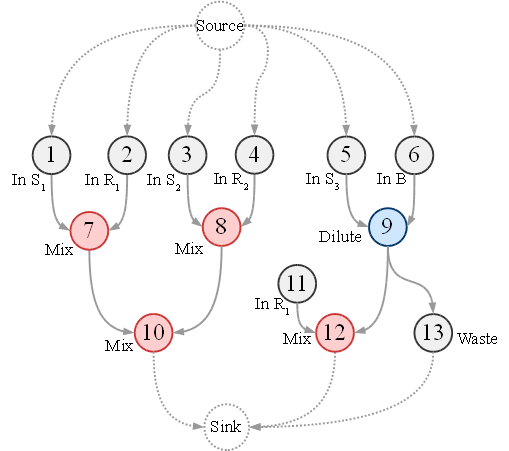 Source
1 2 3 4 5 6
In S₁ In R₁ In S₂ In R₂ In S₃ In B
7 8 9
Mix Mix Dilute
11
In R₁
10 12 13
Mix Mix Waste
Sink